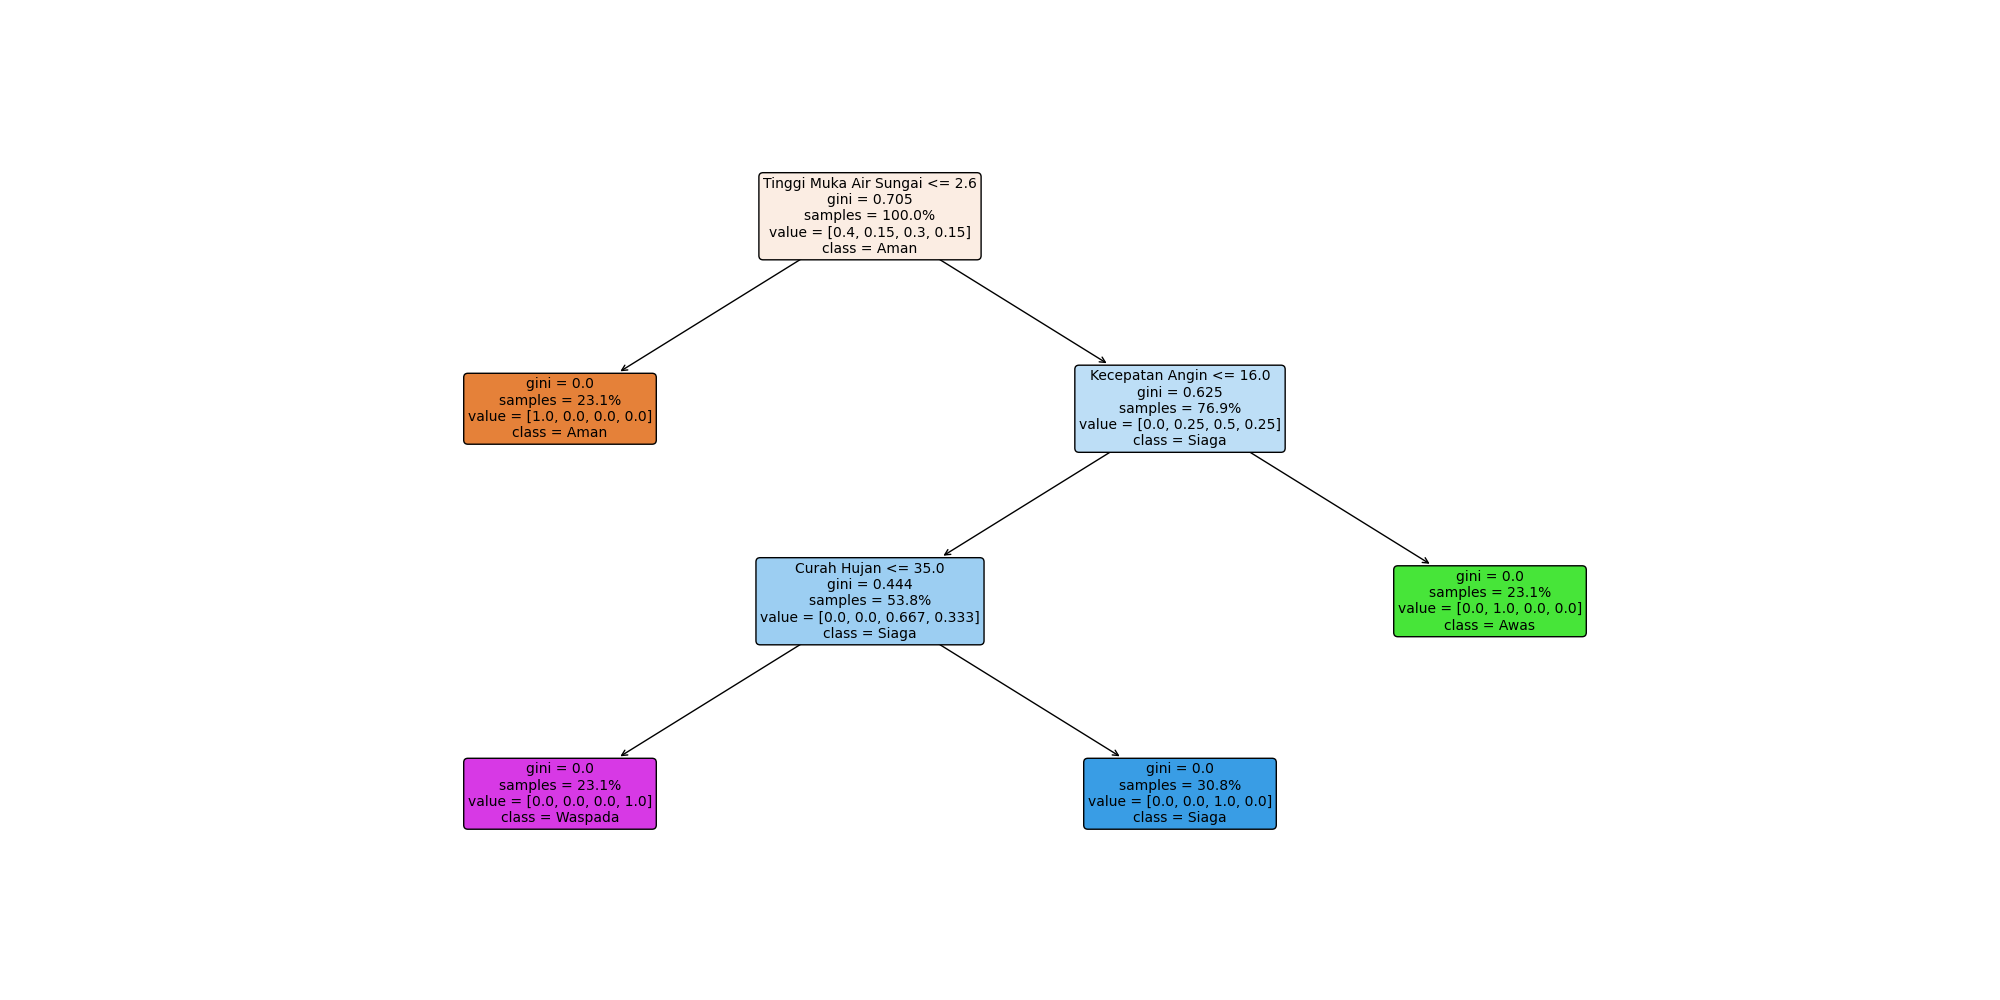 Tinggi Muka Air Sungai <= 2.6
gini = 0.705
samples = 100.0%
value = [0.4, 0.15, 0.3, 0.15]
class = Aman
gini = 0.0
samples = 23.1%
value = [1.0, 0.0, 0.0, 0.0]
class = Aman
Kecepatan Angin <= 16.0
gini = 0.625
samples = 76.9%
value = [0.0, 0.25, 0.5, 0.25]
class = Siaga
Curah Hujan <= 35.0
gini = 0.444
samples = 53.8%
value = [0.0, 0.0, 0.667, 0.333]
class = Siaga
gini = 0.0
samples = 23.1%
value = [0.0, 1.0, 0.0, 0.0]
class = Awas
gini = 0.0
samples = 23.1%
value = [0.0, 0.0, 0.0, 1.0]
class = Waspada
gini = 0.0
samples = 30.8%
value = [0.0, 0.0, 1.0, 0.0]
class = Siaga